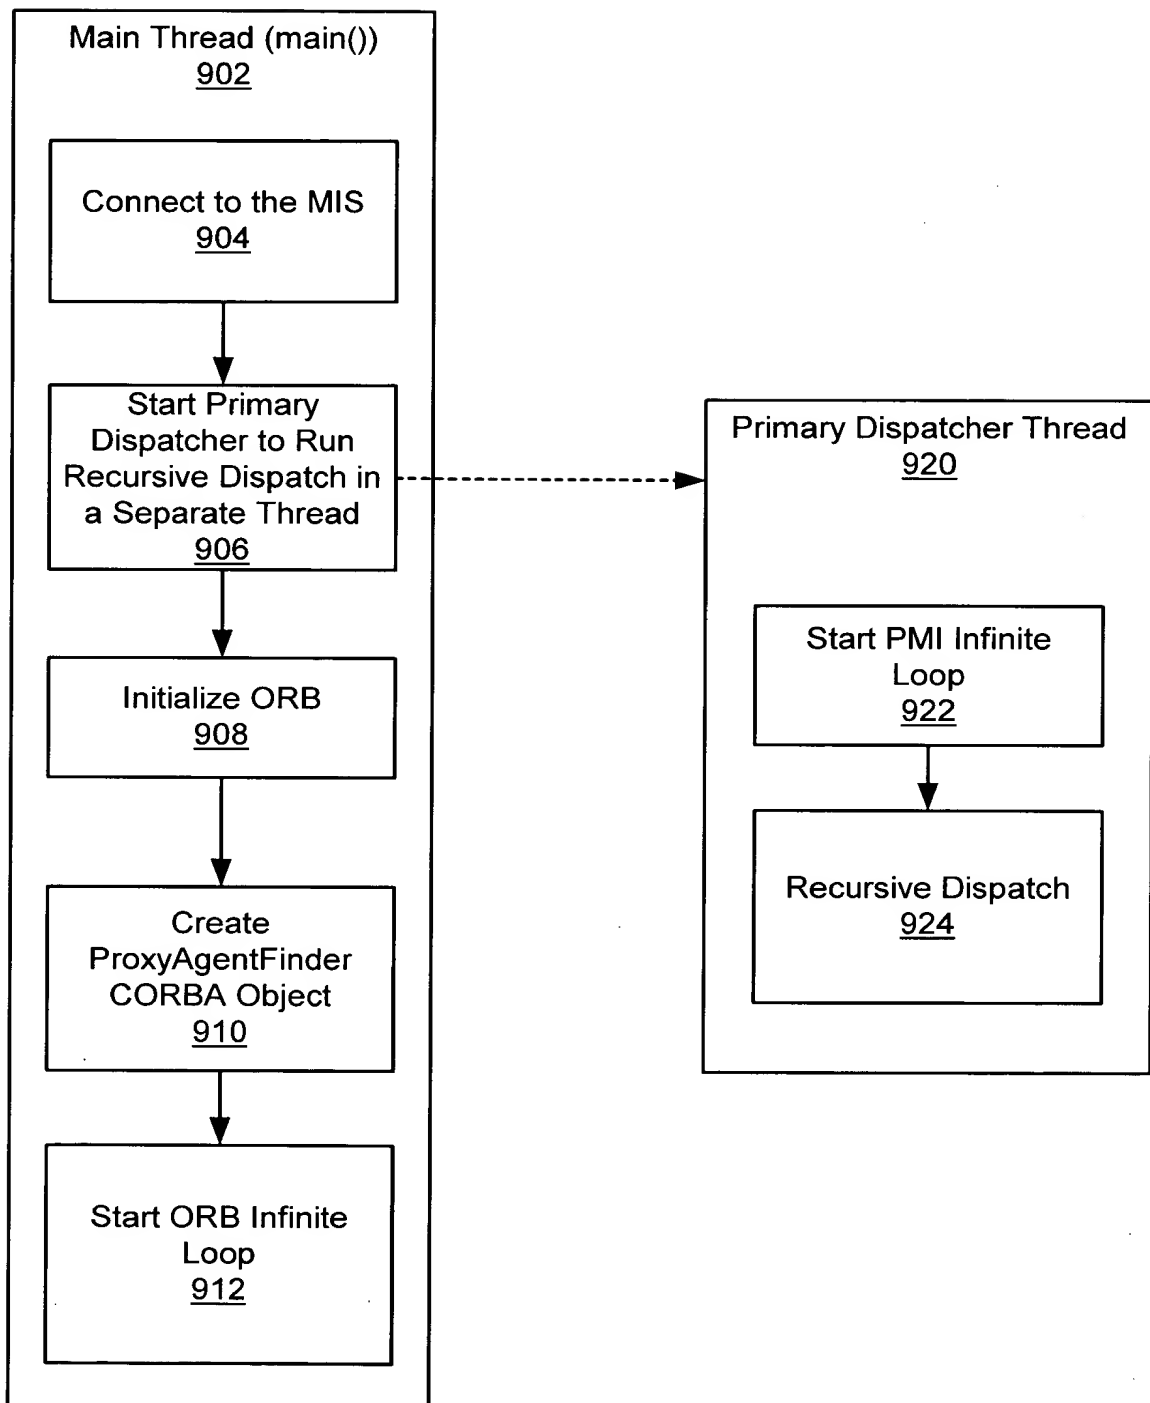 Main Thread (main())
902
Connect to the MIS
904
Start Primary
Dispatcher to Run
Recursive Dispatch in
a Separate Thread
906
Initialize ORB
908
Create
ProxyAgentFinder
CORBA Object
910
Start ORB Infinite
Loop
912
Primary Dispatcher Thread
920
Start PMI Infinite
Loop
922
Recursive Dispatch
924